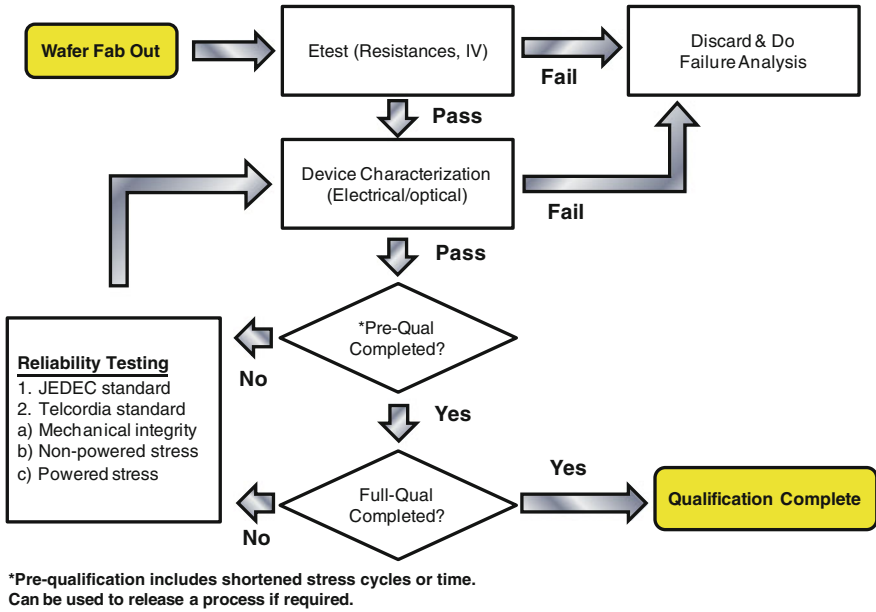 Wafer Fab Out
Etest (Resistances, IV)
Fail
Discard & Do
Failure Analysis
Pass
Device Characterization
(Electrical/optical)
Fail
Pass
*Pre-Qual
Completed?
No
Yes
Reliability Testing
1. JEDEC standard
2. Telcordia standard
a) Mechanical integrity
b) Non-powered stress
c) Powered stress
Full-Qual
Completed?
No
Yes
Qualification Complete
*Pre-qualification includes shortened stress cycles or time.
Can be used to release a process if required.